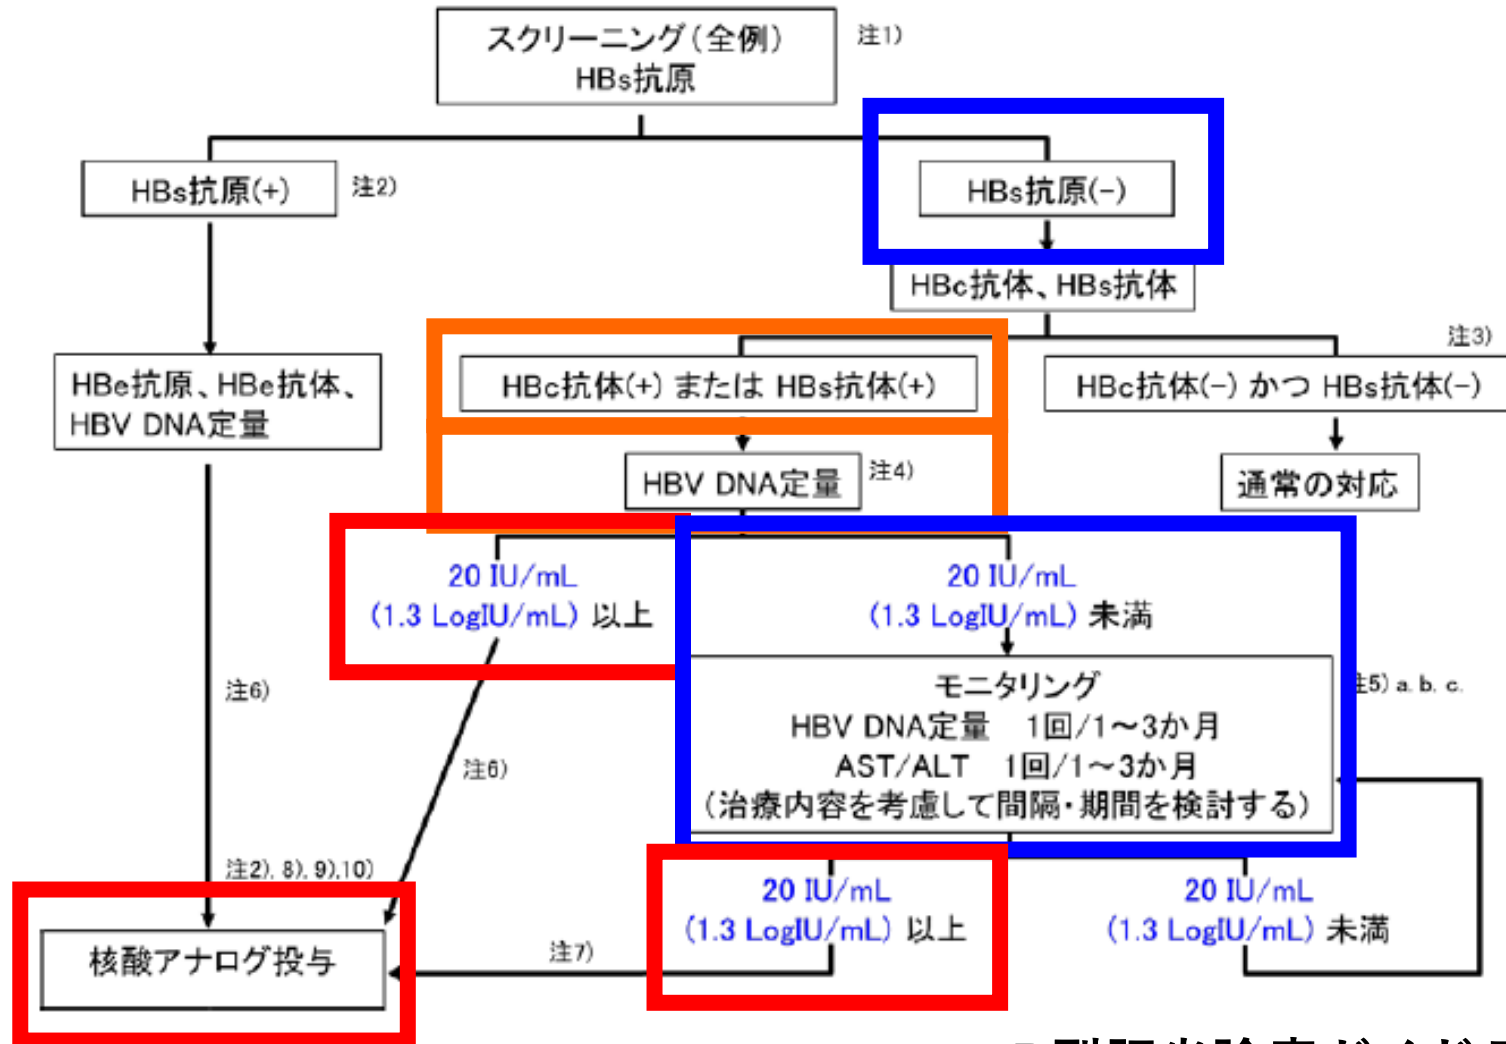 スクリーニング(全例)
HBs抗原
注1)
HBs抗原(+)
注2)
HBs抗原(-)
HBc抗体、HBs抗体
注3)
HBe抗原、HBe抗体、
HBV DNA定量
HBc抗体(+) または HBs抗体(+)
HBc抗体(-) かつ HBs抗体(-)
HBV DNA定量
注4)
通常の対応
20 IU/mL
(1.3 LogIU/mL) 以上
20 IU/mL
(1.3 LogIU/mL) 未満
注6)
注6)
モニタリング
HBV DNA定量 1回/1~3か月
AST/ALT 1回/1~3か月
(治療内容を考慮して間隔・期間を検討する)
注5) a. b. c.
注2), 8), 9),10)
20 IU/mL
(1.3 LogIU/mL) 以上
20 IU/mL
(1.3 LogIU/mL) 未満
核酸アナログ投与
注7)